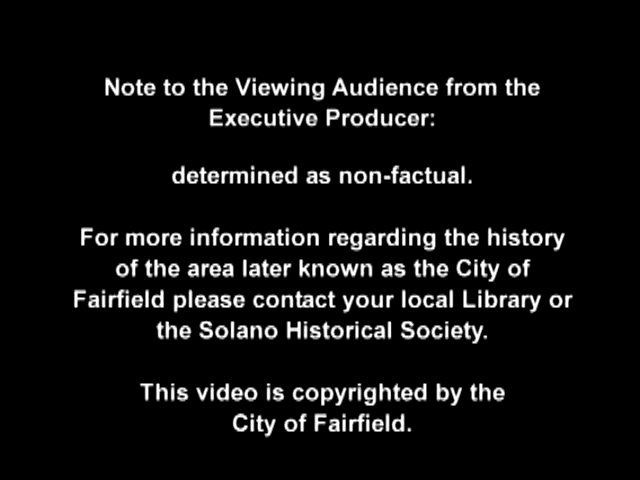 Note to the Viewing Audience from the
Executive Producer:
determined as non-factual.
For more information regarding the history
of the area later known as the City of
Fairfield please contact your local Library or
the Solano Historical Society.
This video is copyrighted by the
City of Fairfield.